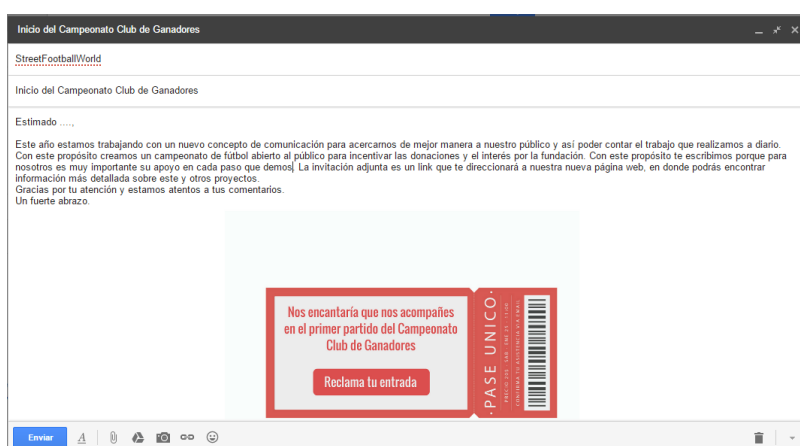 Inicio del Campeonato Club de Ganadores
StreetFootballWorld
Inicio del Campeonato Club de Ganadores
Estimado ....,
Este año estamos trabajando con un nuevo concepto de comunicación para acercarnos de mejor manera a nuestro público y así poder contar el trabajo que realizamos a diario.
Con este propósito creamos un campeonato de fútbol abierto al público para incentivar las donaciones y el interés por la fundación. Con este propósito te escribimos porque para
nosotros es muy importante su apoyo en cada paso que demos. La invitación adjunta es un link que te direccionará a nuestra nueva página web, en donde podrás encontrar
información más detallada sobre este y otros proyectos.
Gracias por tu atención y estamos atentos a tus comentarios.
Un fuerte abrazo.
Nos encantaría que nos acompañes
en el primer partido del Campeonato
Club de Ganadores
Reclama tu entrada
·PASE UNICO·
CONFIRMA TU ASISTENCIA VIA EMAIL
Enviar